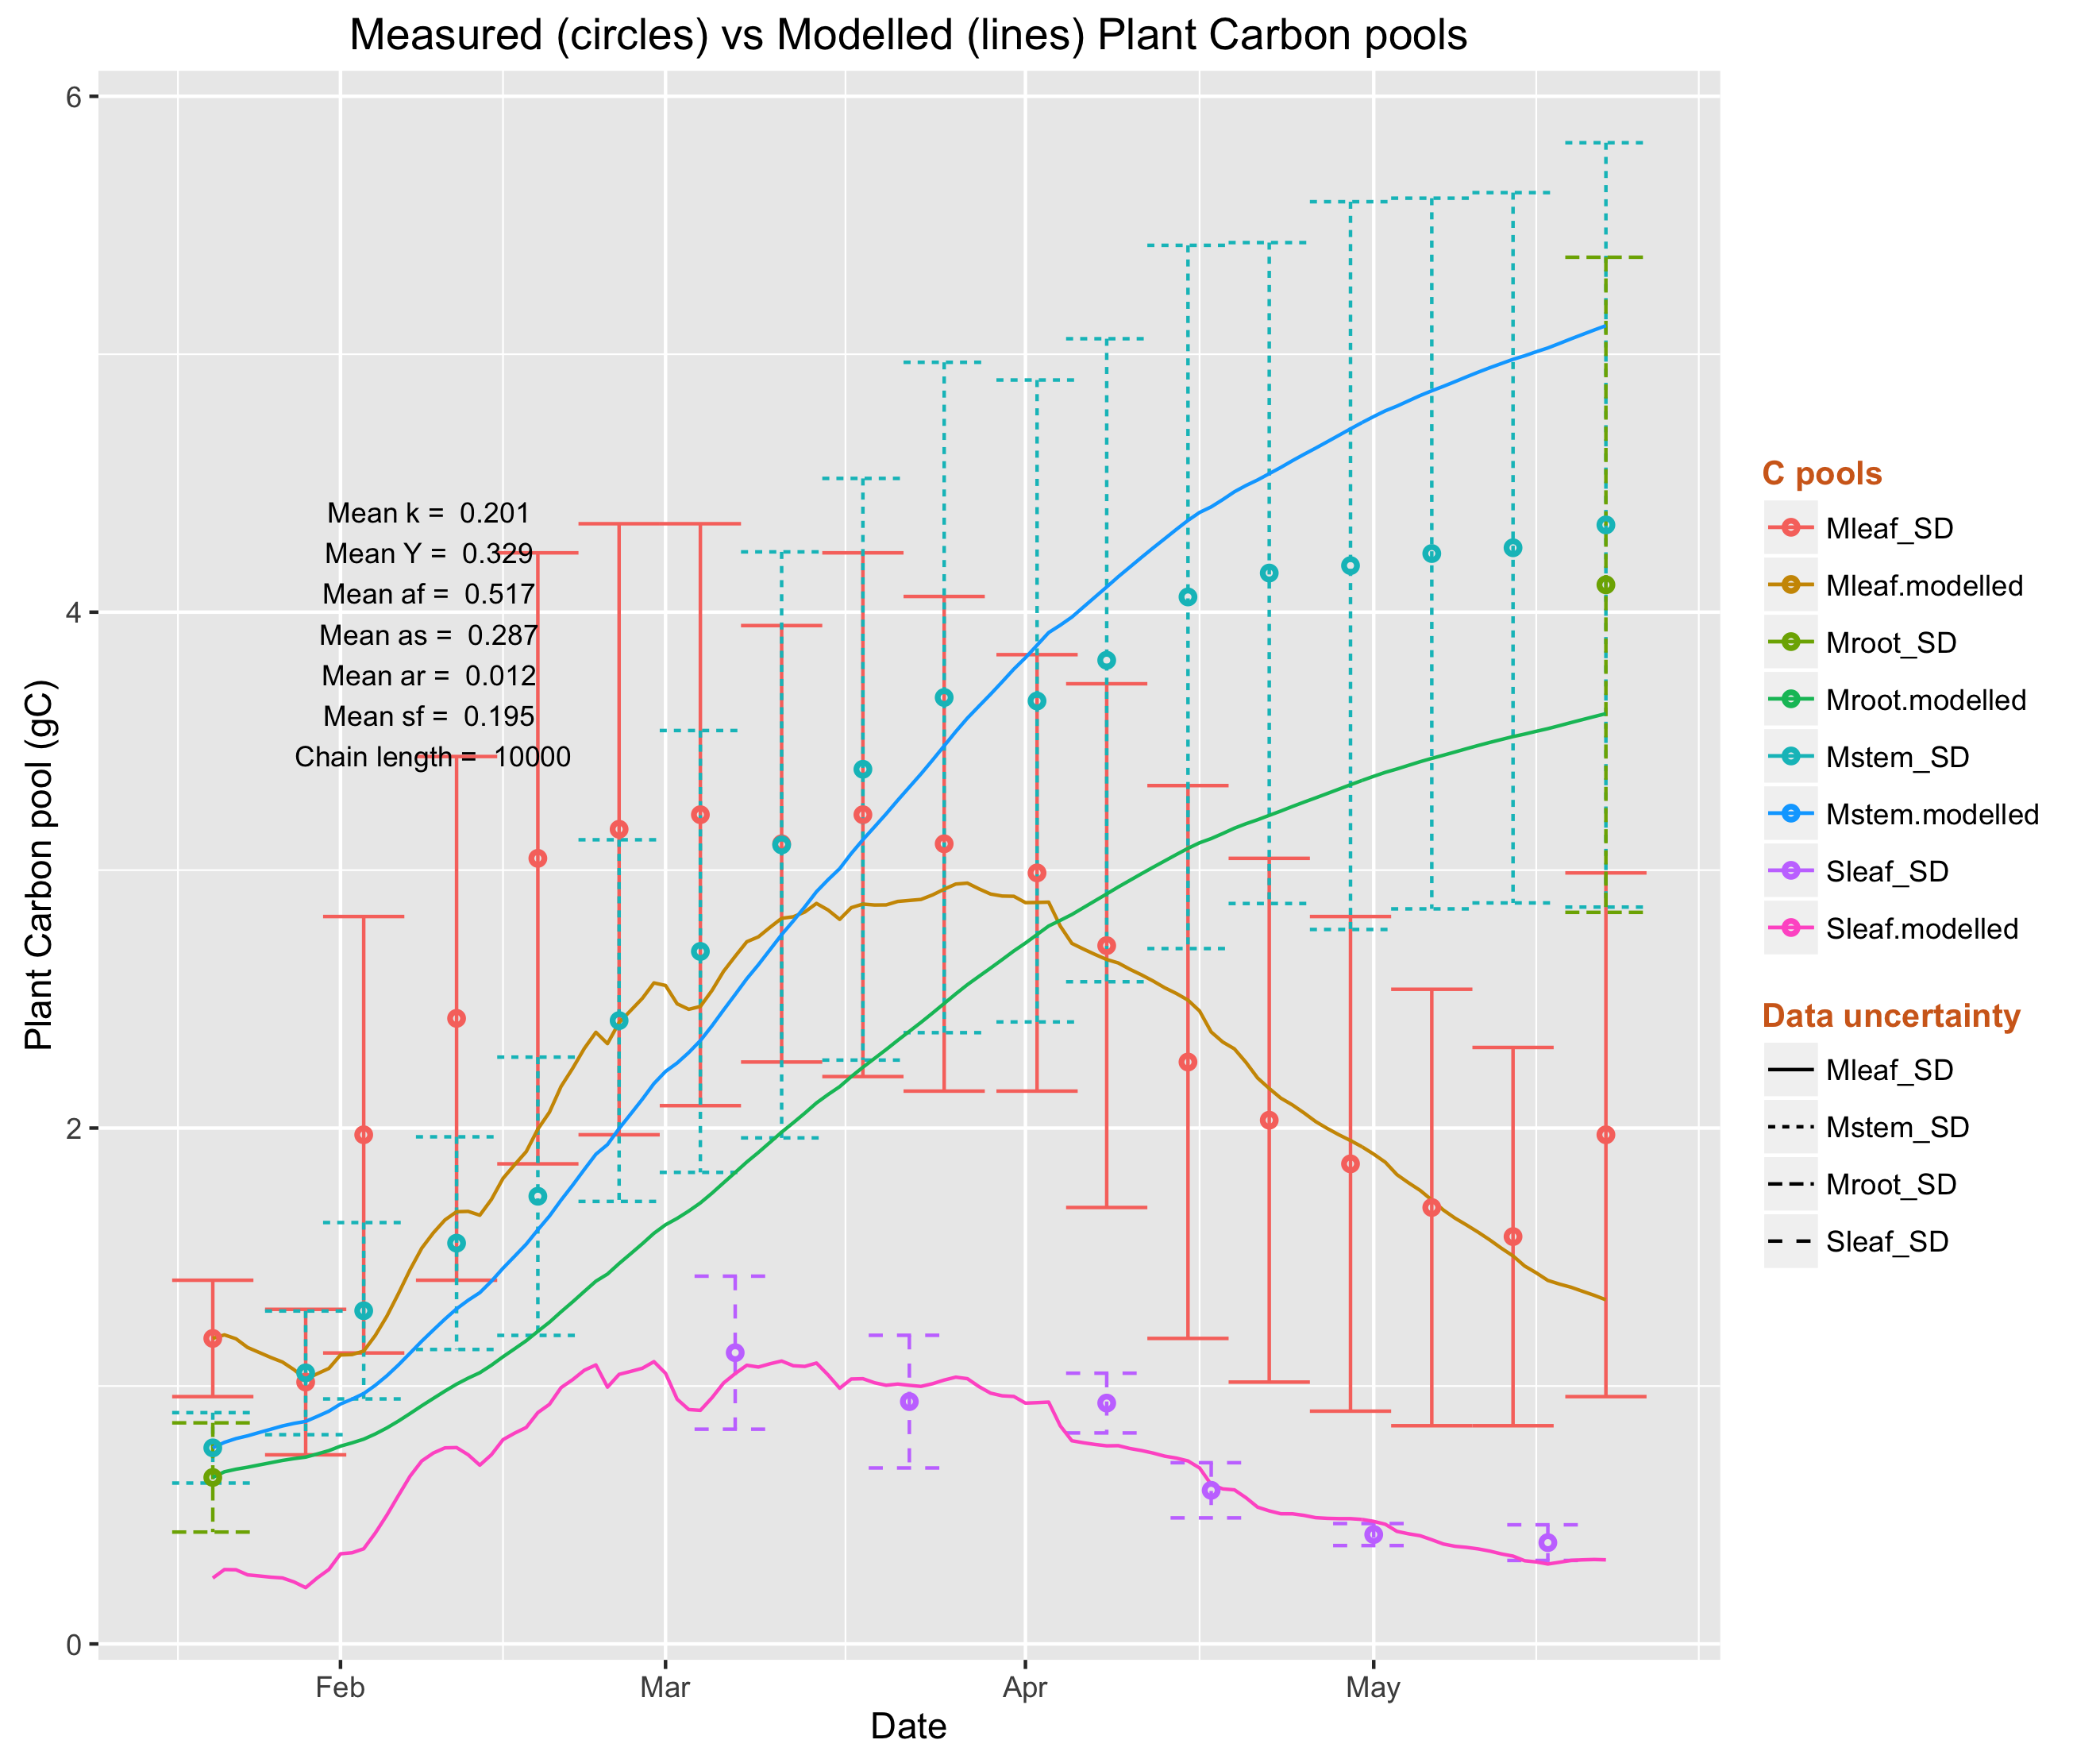 Measured (circles) vs Modelled (lines) Plant Carbon pools
Plant Carbon pool (gC)
6
4
2
0
Mean k = 0.201
Mean Y = 0.329
Mean af = 0.517
Mean as = 0.287
Mean ar = 0.012
Mean sf = 0.195
Chain length = 10000
Feb Mar Apr May
Date
C pools
Mleaf_SD
Mleaf.modelled
Mroot_SD
Mroot.modelled
Mstem_SD
Mstem.modelled
Sleaf_SD
Sleaf.modelled
Data uncertainty
Mleaf_SD
Mstem_SD
Mroot_SD
Sleaf_SD